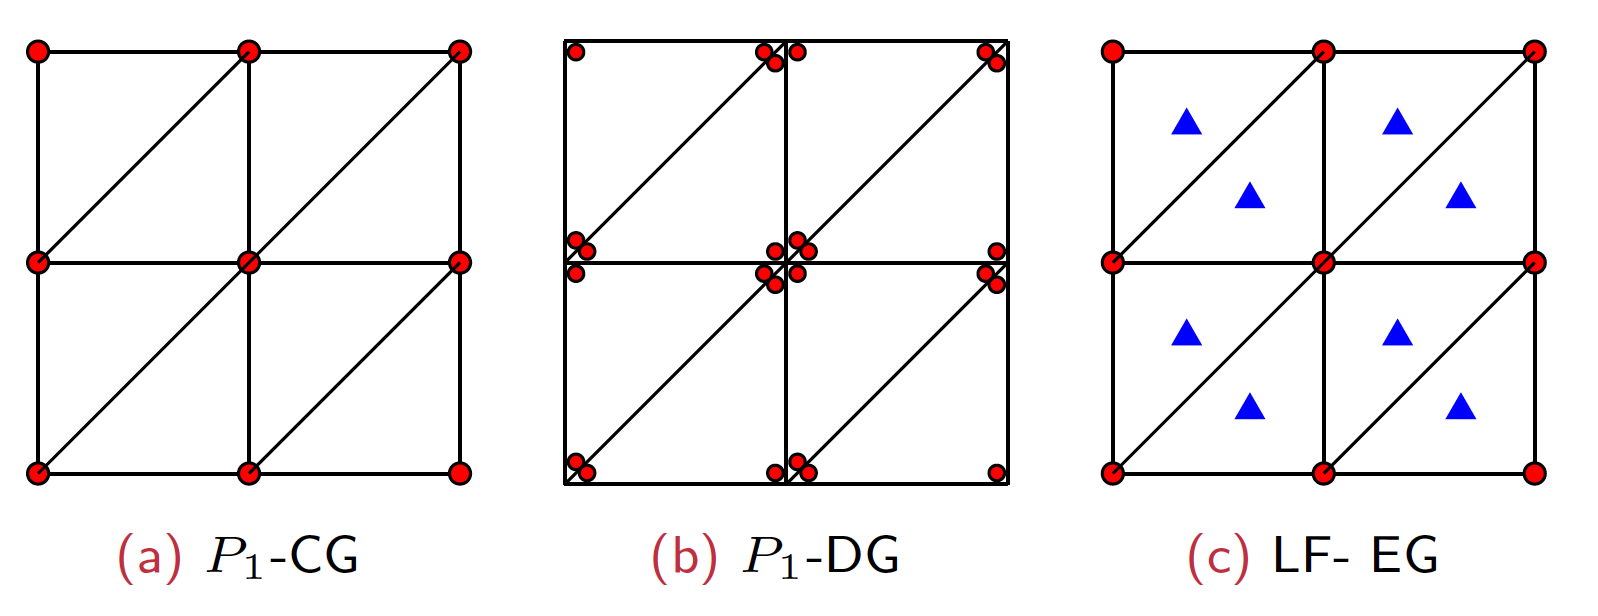 (a) P₁-CG
(b) P₁-DG
(c) LF- EG